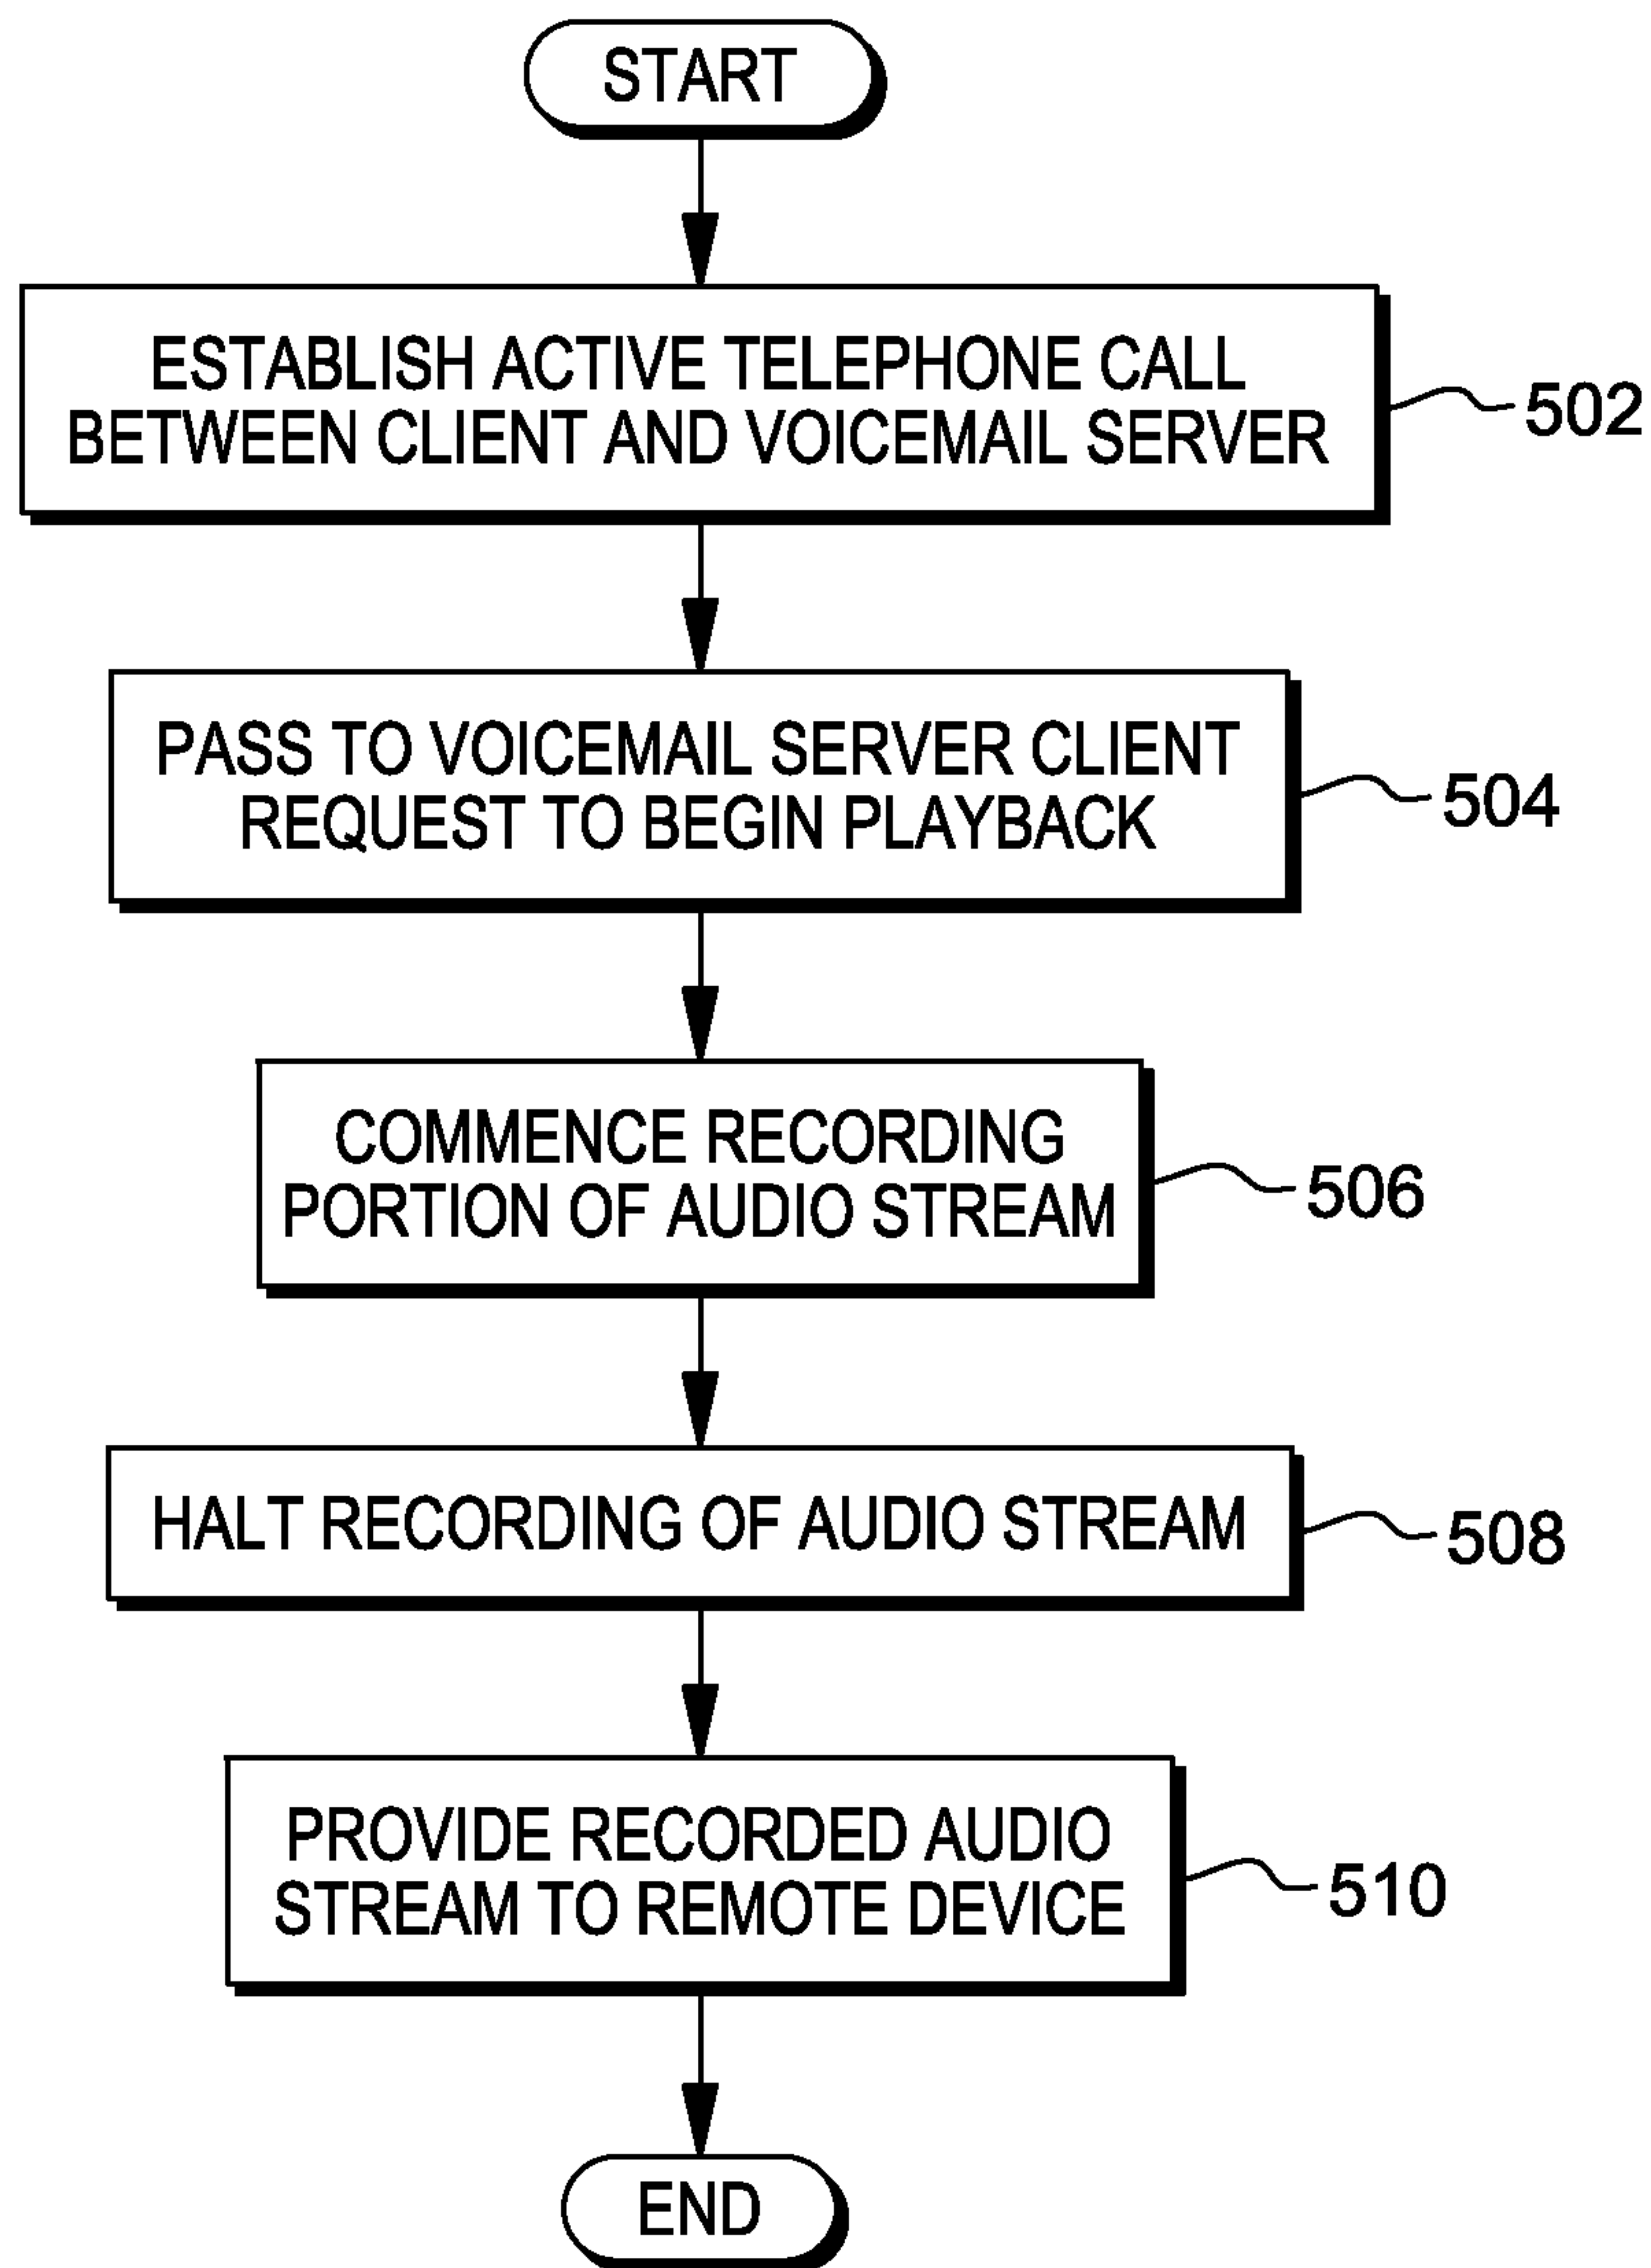 START
ESTABLISH ACTIVE TELEPHONE CALL
BETWEEN CLIENT AND VOICEMAIL SERVER
502
PASS TO VOICEMAIL SERVER CLIENT
REQUEST TO BEGIN PLAYBACK
504
COMMENCE RECORDING
PORTION OF AUDIO STREAM
506
HALT RECORDING OF AUDIO STREAM
508
PROVIDE RECORDED AUDIO
STREAM TO REMOTE DEVICE
510
END